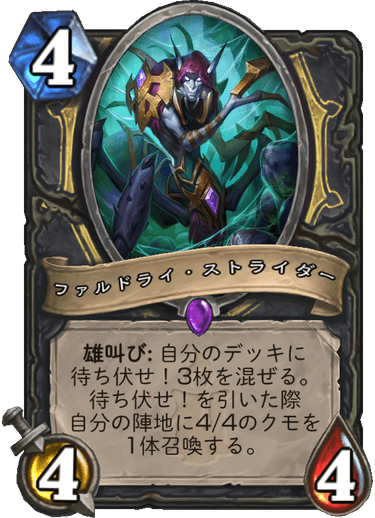 4
ファルドライ・ストライダー
雄叫び: 自分のデッキに
待ち伏せ！3枚を混ぜる。
待ち伏せ！を引いた際
自分の陣地に4/4のクモを
1体召喚する。
4
4